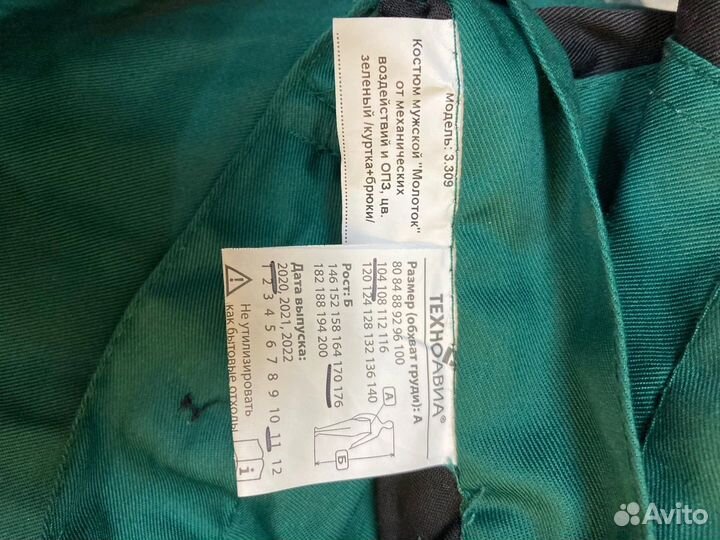 модель: 3.309
Костюм мужской "Молоток"
от механических
воздействий и ОПЗ, цв.
зеленый /куртка+брюки/
ТЕХНОАВИА®
Размер (обхват груди): А
80 84 88 92 96 100
104 108 112 116
120 124 128 132 136 140
Рост: Б
146 152 158 164 170 176
182 188 194 200
А
Б
Дата выпуска:
2020, 2021, 2022
1 2 3 4 5 6 7 8 9 10 11 12
Не утилизировать
как бытовые отходы
i
Avito